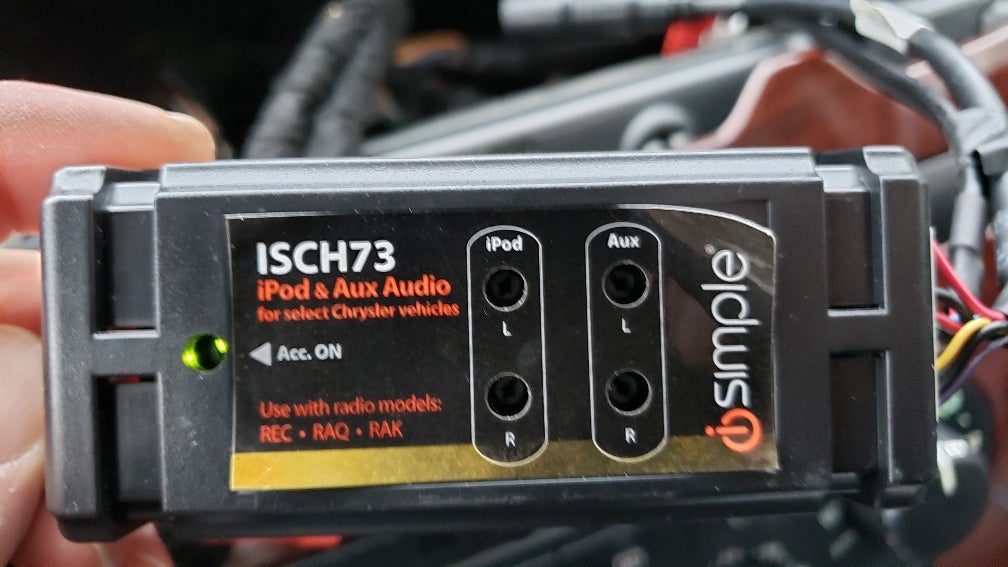 ISCH73
iPod & Aux Audio
for select Chrysler vehicles
Acc. ON
Use with radio models:
REC • RAQ • RAK
iPod
L
R
Aux
L
R
isimple®